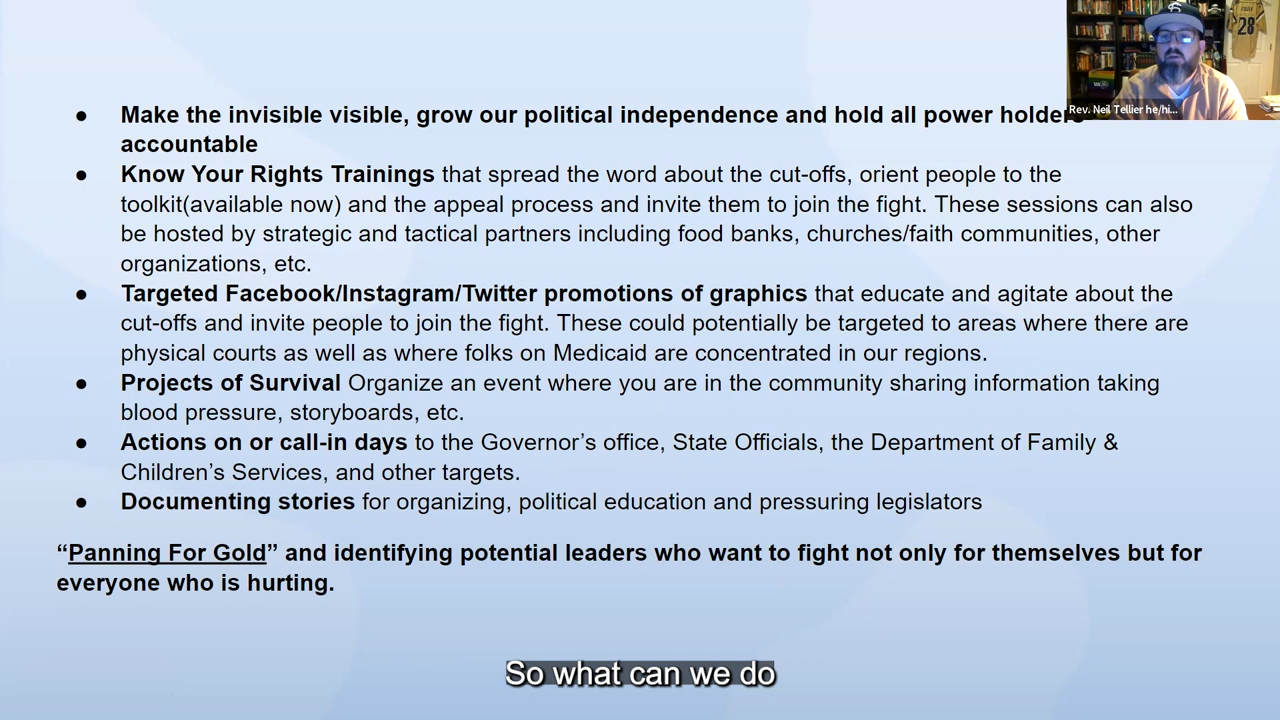 28
Rev. Neil Tellier he/hi...
● Make the invisible visible, grow our political independence and hold all power holders
accountable
● Know Your Rights Trainings that spread the word about the cut-offs, orient people to the
toolkit(available now) and the appeal process and invite them to join the fight. These sessions can also
be hosted by strategic and tactical partners including food banks, churches/faith communities, other
organizations, etc.
● Targeted Facebook/Instagram/Twitter promotions of graphics that educate and agitate about the
cut-offs and invite people to join the fight. These could potentially be targeted to areas where there are
physical courts as well as where folks on Medicaid are concentrated in our regions.
● Projects of Survival Organize an event where you are in the community sharing information taking
blood pressure, storyboards, etc.
● Actions on or call-in days to the Governor’s office, State Officials, the Department of Family &
Children’s Services, and other targets.
● Documenting stories for organizing, political education and pressuring legislators
“Panning For Gold” and identifying potential leaders who want to fight not only for themselves but for
everyone who is hurting.
So what can we do